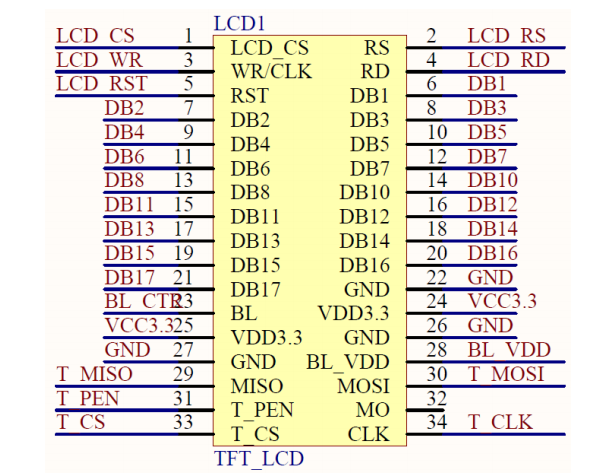 LCD1
LCD_CS 1 LCD_CS RS 2 LCD_RS
LCD_WR 3 WR/CLK RD 4 LCD_RD
LCD_RST 5 RST DB1 6 DB1
DB2 7 DB2 DB3 8 DB3
DB4 9 DB4 DB5 10 DB5
DB6 11 DB6 DB7 12 DB7
DB8 13 DB8 DB10 14 DB10
DB11 15 DB11 DB12 16 DB12
DB13 17 DB13 DB14 18 DB14
DB15 19 DB15 DB16 20 DB16
DB17 21 DB17 GND 22 GND
BL_CTR 23 BL VDD3.3 24 VCC3.3
VCC3.3 25 VDD3.3 GND 26 GND
GND 27 GND BL_VDD 28 BL_VDD
T_MISO 29 MISO MOSI 30 T_MOSI
T_PEN 31 T_PEN MO 32
T_CS 33 T_CS CLK 34 T_CLK
TFT_LCD